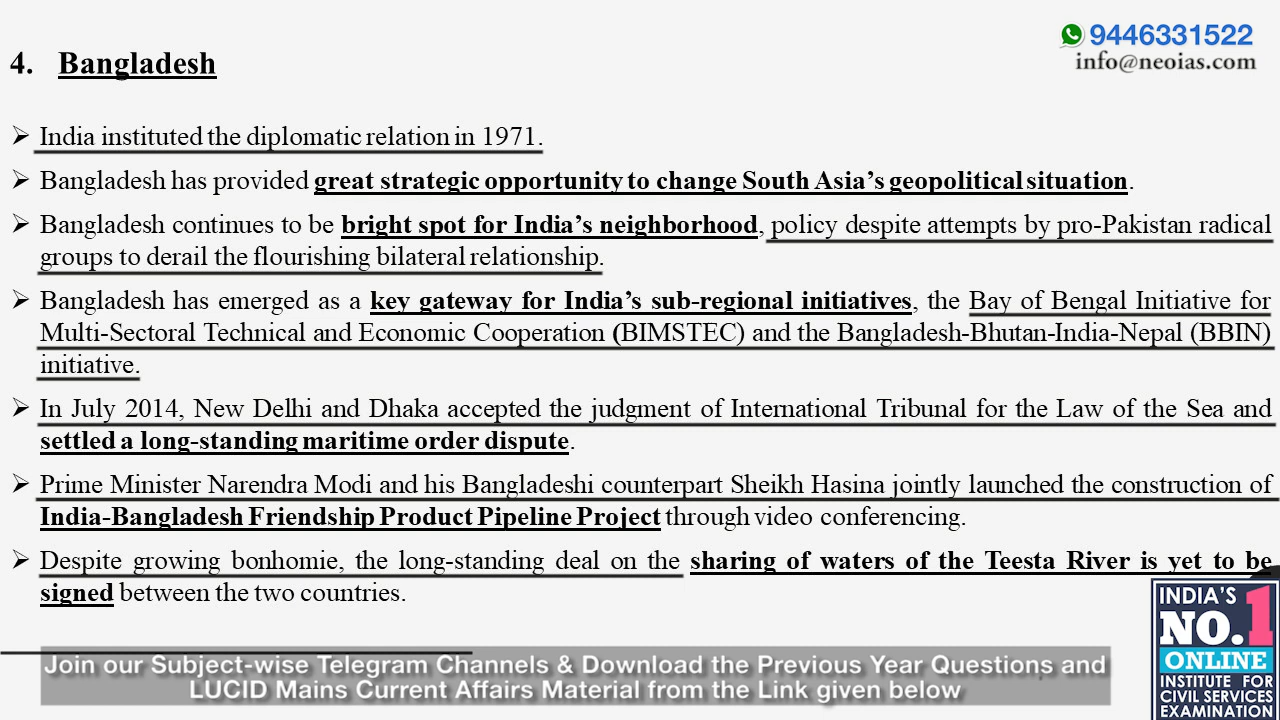 9446331522
info@neoias.com
4. Bangladesh
➢ India instituted the diplomatic relation in 1971.
➢ Bangladesh has provided great strategic opportunity to change South Asia’s geopolitical situation.
➢ Bangladesh continues to be bright spot for India’s neighborhood, policy despite attempts by pro-Pakistan radical
groups to derail the flourishing bilateral relationship.
➢ Bangladesh has emerged as a key gateway for India’s sub-regional initiatives, the Bay of Bengal Initiative for
Multi-Sectoral Technical and Economic Cooperation (BIMSTEC) and the Bangladesh-Bhutan-India-Nepal (BBIN)
initiative.
➢ In July 2014, New Delhi and Dhaka accepted the judgment of International Tribunal for the Law of the Sea and
settled a long-standing maritime order dispute.
➢ Prime Minister Narendra Modi and his Bangladeshi counterpart Sheikh Hasina jointly launched the construction of
India-Bangladesh Friendship Product Pipeline Project through video conferencing.
➢ Despite growing bonhomie, the long-standing deal on the sharing of waters of the Teesta River is yet to be
signed between the two countries.
Join our Subject-wise Telegram Channels & Download the Previous Year Questions and
LUCID Mains Current Affairs Material from the Link given below
INDIA’S
NO.1
ONLINE
INSTITUTE FOR
CIVIL SERVICES
EXAMINATION